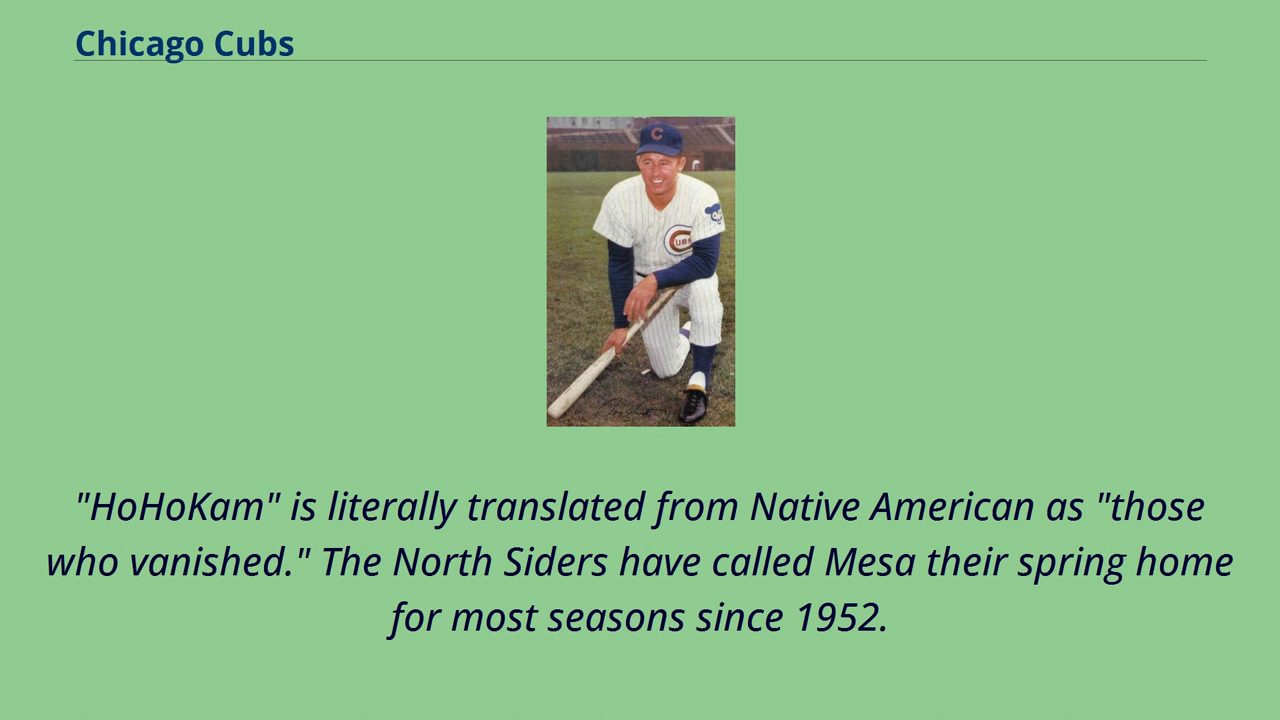 Chicago Cubs
C
CUBS
"HoHoKam" is literally translated from Native American as "those
who vanished." The North Siders have called Mesa their spring home
for most seasons since 1952.